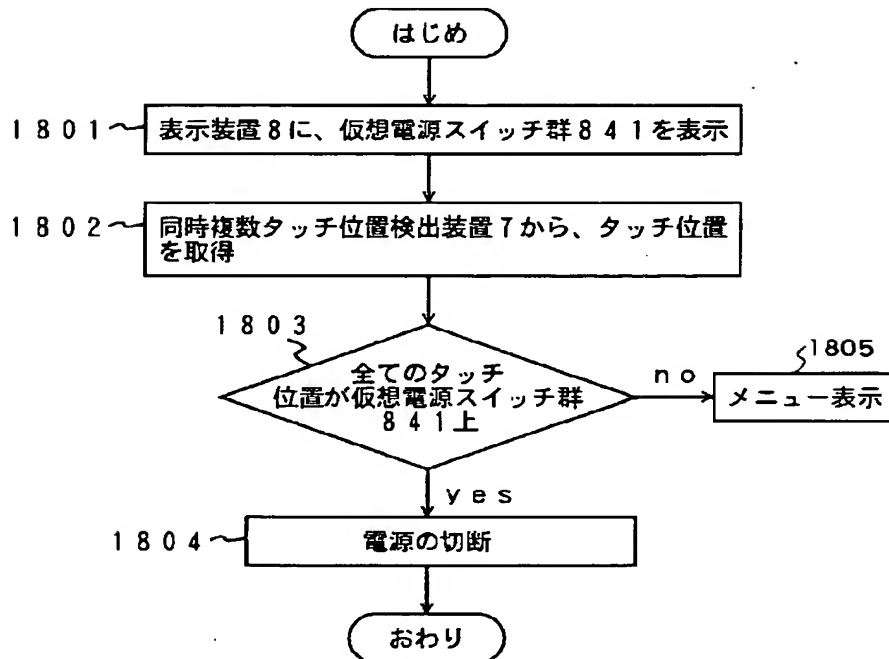 はじめ
1801
表示装置8に、仮想電源スイッチ群841を表示
1802
同時複数タッチ位置検出装置7から、タッチ位置
を取得
1803
全てのタッチ
位置が仮想電源スイッチ群
841上
no
1805
メニュー表示
yes
1804
電源の切断
おわり